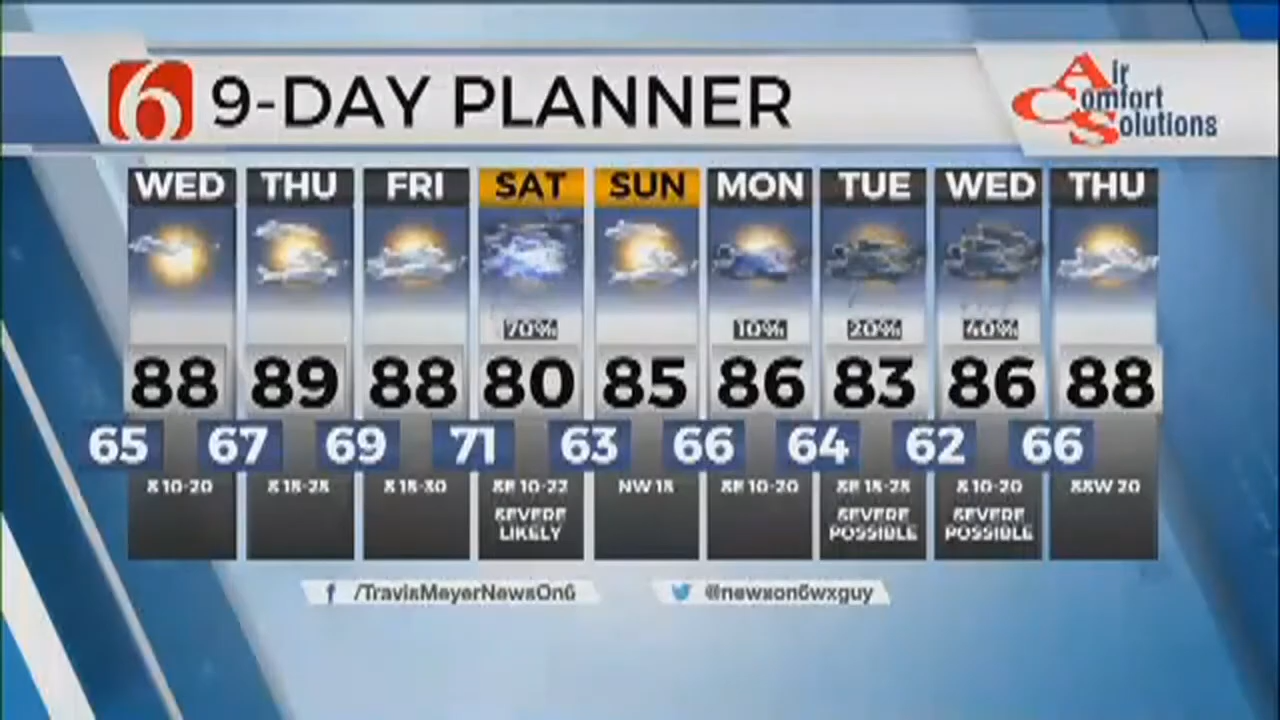 6 9-DAY PLANNER
Air
Comfort
Solutions
WED THU FRI SAT SUN MON TUE WED THU
70% 10% 20% 40%
88 89 88 80 85 86 83 86 88
65 67 69 71 63 66 64 62 66
S 10-20 S 15-25 S 15-30 SE 10-22 NW 15 SE 10-20 SE 15-25 S 10-20 SSW 20
SEVERE LIKELY SEVERE POSSIBLE SEVERE POSSIBLE
f /TravisMeyerNewsOn6 @newson6wxguy